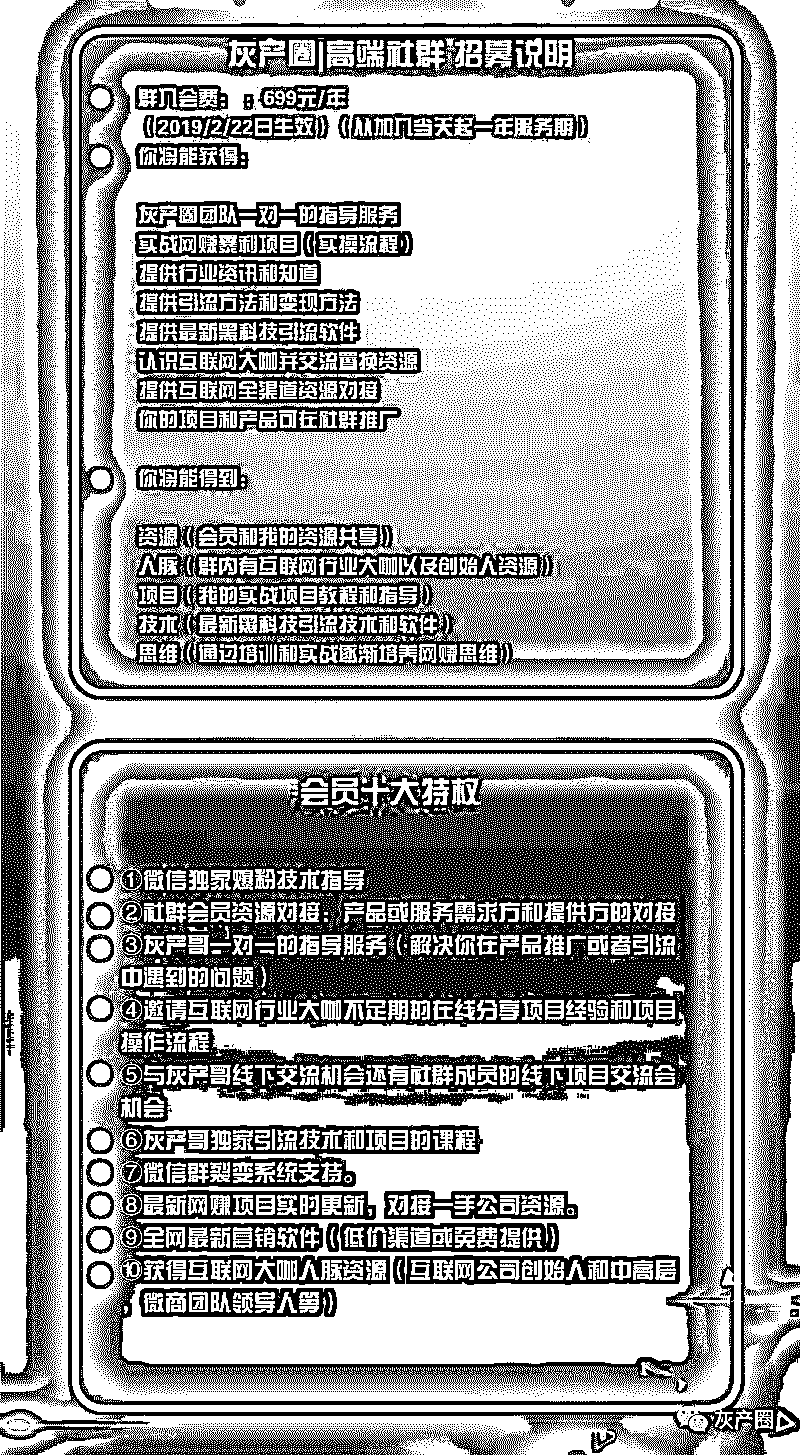 灰产圈|高端社群 招募说明
群入会费：：699元/年
（2019/2/22日生效）（从加入当天起一年服务期）
你将能获得：
灰产圈团队一对一的指导服务
实战网赚暴利项目（实操流程）
提供行业资讯和知道
提供引流方法和变现方法
提供最新黑科技引流软件
认识互联网大咖并交流置换资源
提供互联网全渠道资源对接
你的项目和产品可在社群推广
你将能得到：
资源（会员和我的资源共享）
人脉（群内有互联网行业大咖以及创始人资源）
项目（我的实战项目教程和指导）
技术（最新黑科技引流技术和软件）
思维（通过培训和实战逐渐培养网赚思维）
会员十大特权
①微信独家爆粉技术指导
②社群会员资源对接：产品或服务需求方和提供方的对接
③灰产哥一对一的指导服务（解决你在产品推广或者引流
中遇到的问题）
④邀请互联网行业大咖不定期的在线分享项目经验和项目
操作流程
⑤与灰产哥线下交流机会还有社群成员的线下项目交流会
机会
⑥灰产哥独家引流技术和项目的课程
⑦微信群裂变系统支持。
⑧最新网赚项目实时更新，对接一手公司资源。
⑨全网最新营销软件（低价渠道或免费提供）
⑩获得互联网大咖人脉资源（互联网公司创始人和中高层
，微商团队领导人等）
灰产圈